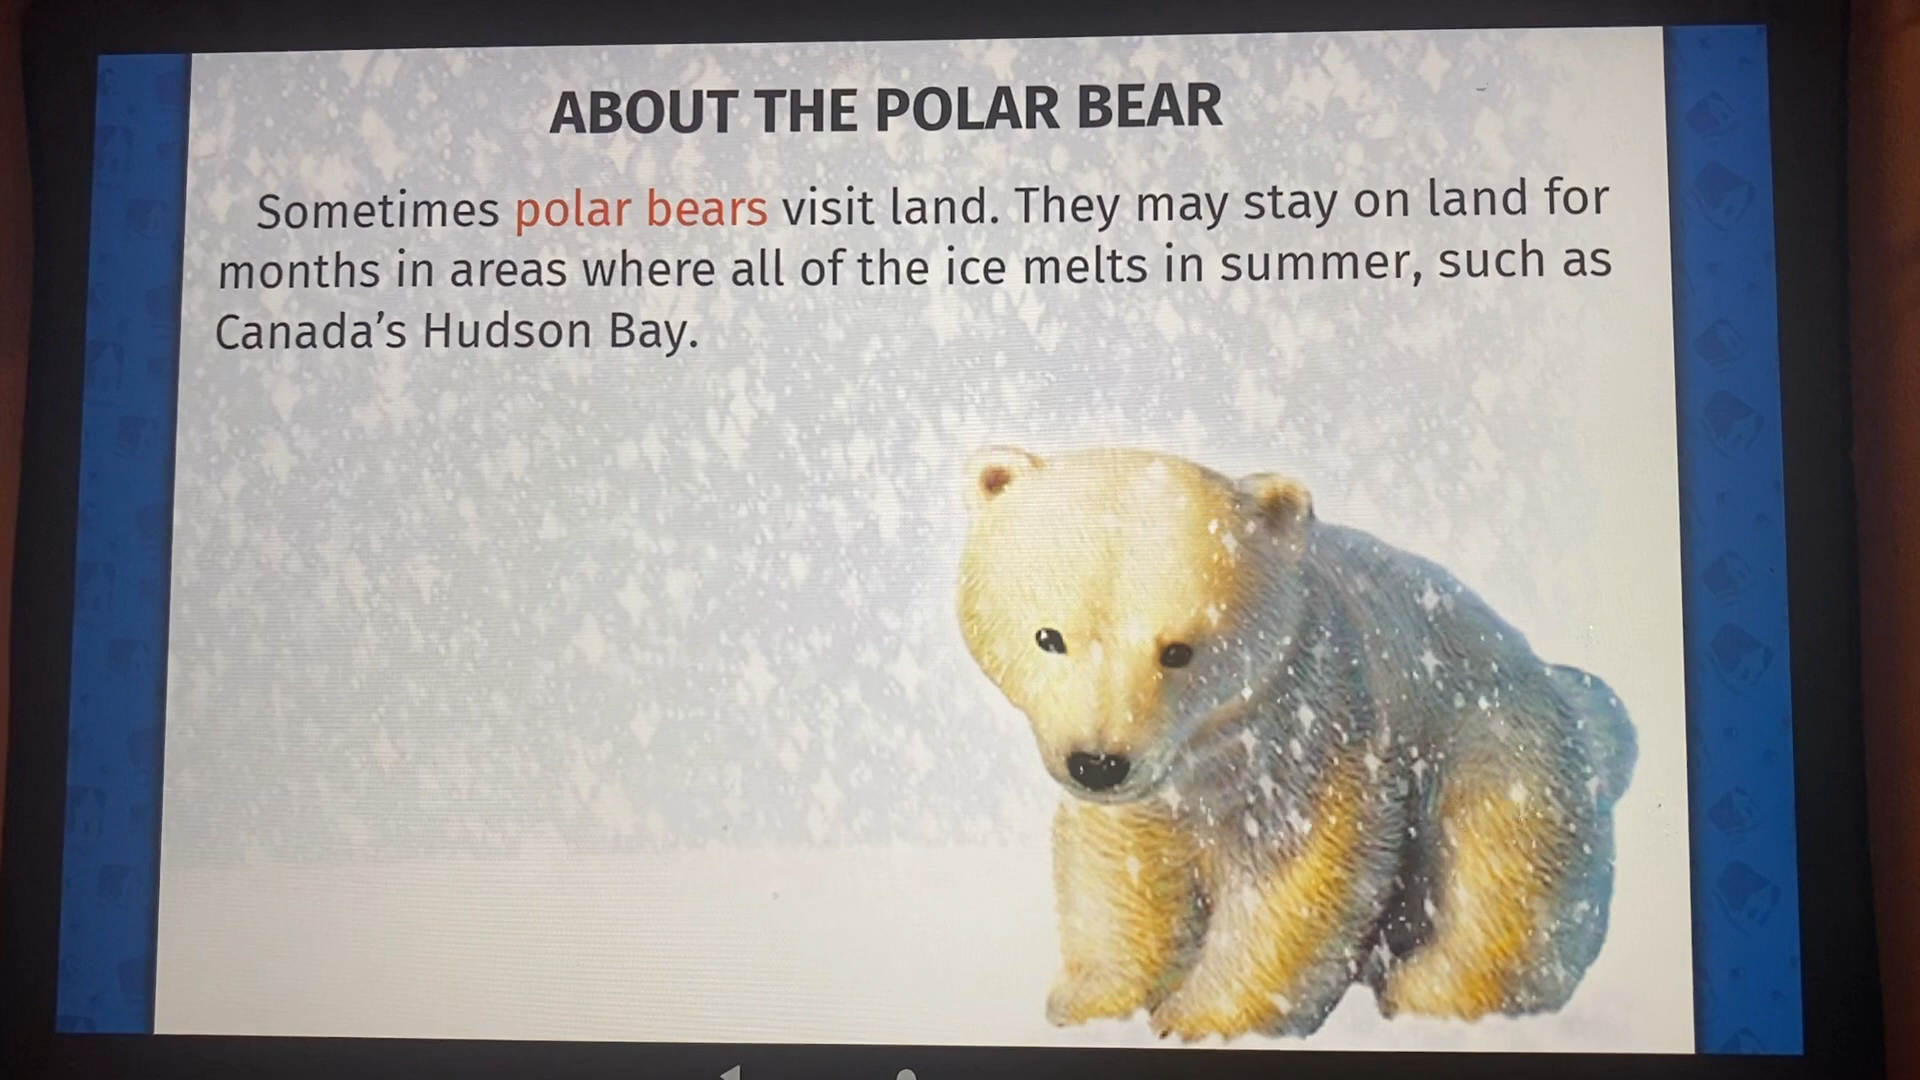 ABOUT THE POLAR BEAR
Sometimes polar bears visit land. They may stay on land for
months in areas where all of the ice melts in summer, such as
Canada’s Hudson Bay.